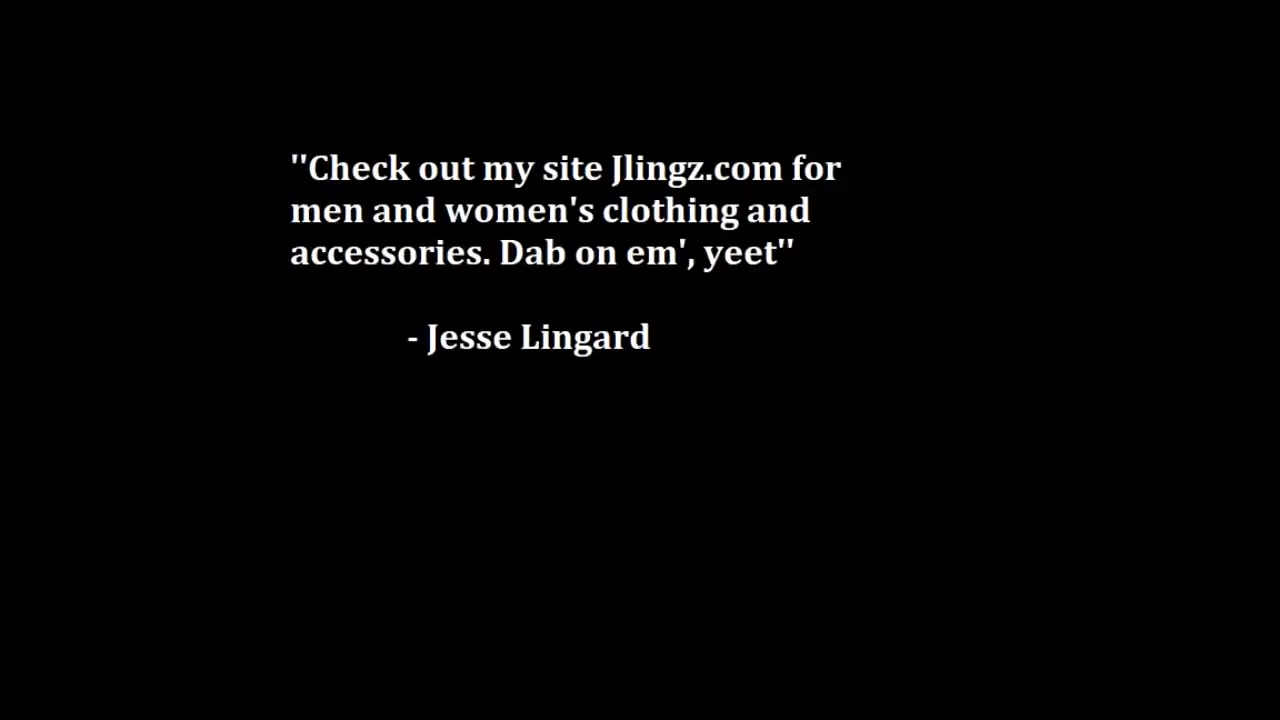 "Check out my site Jlingz.com for
men and women's clothing and
accessories. Dab on em', yeet"
- Jesse Lingard